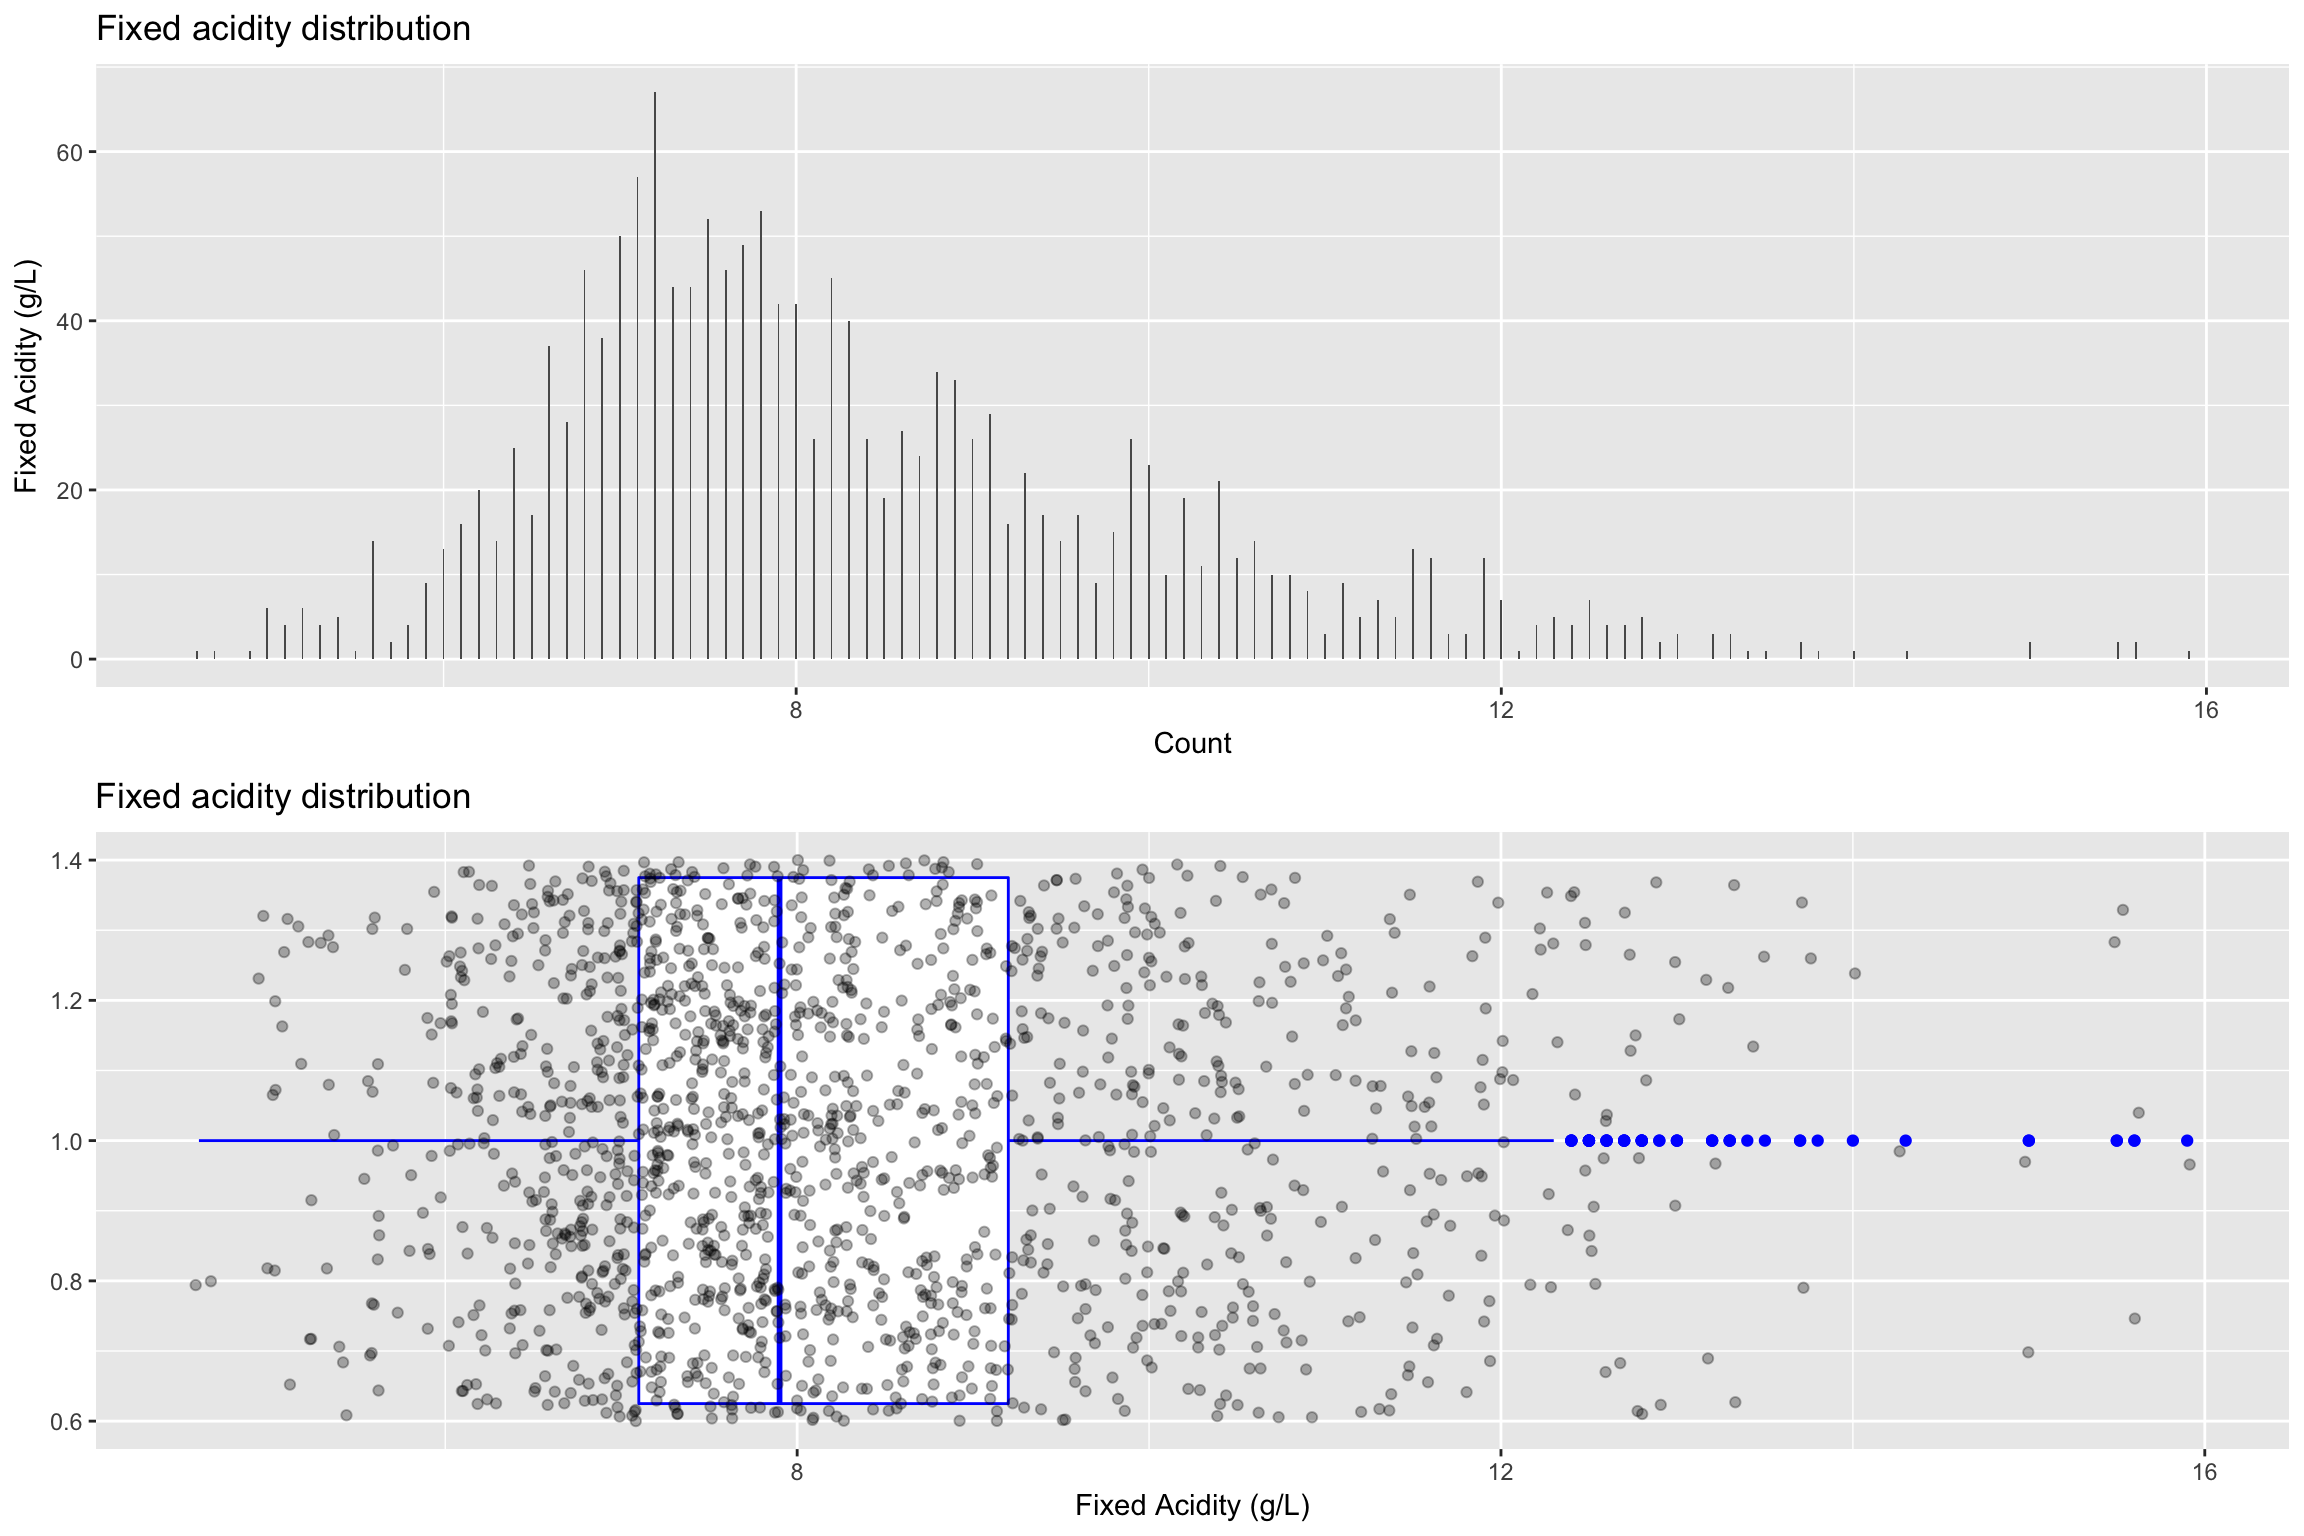 Fixed acidity distribution
Fixed Acidity (g/L)
60
40
20
0
8 12 16
Count
Fixed acidity distribution
1.4
1.2
1.0
0.8
0.6
8 12 16
Fixed Acidity (g/L)